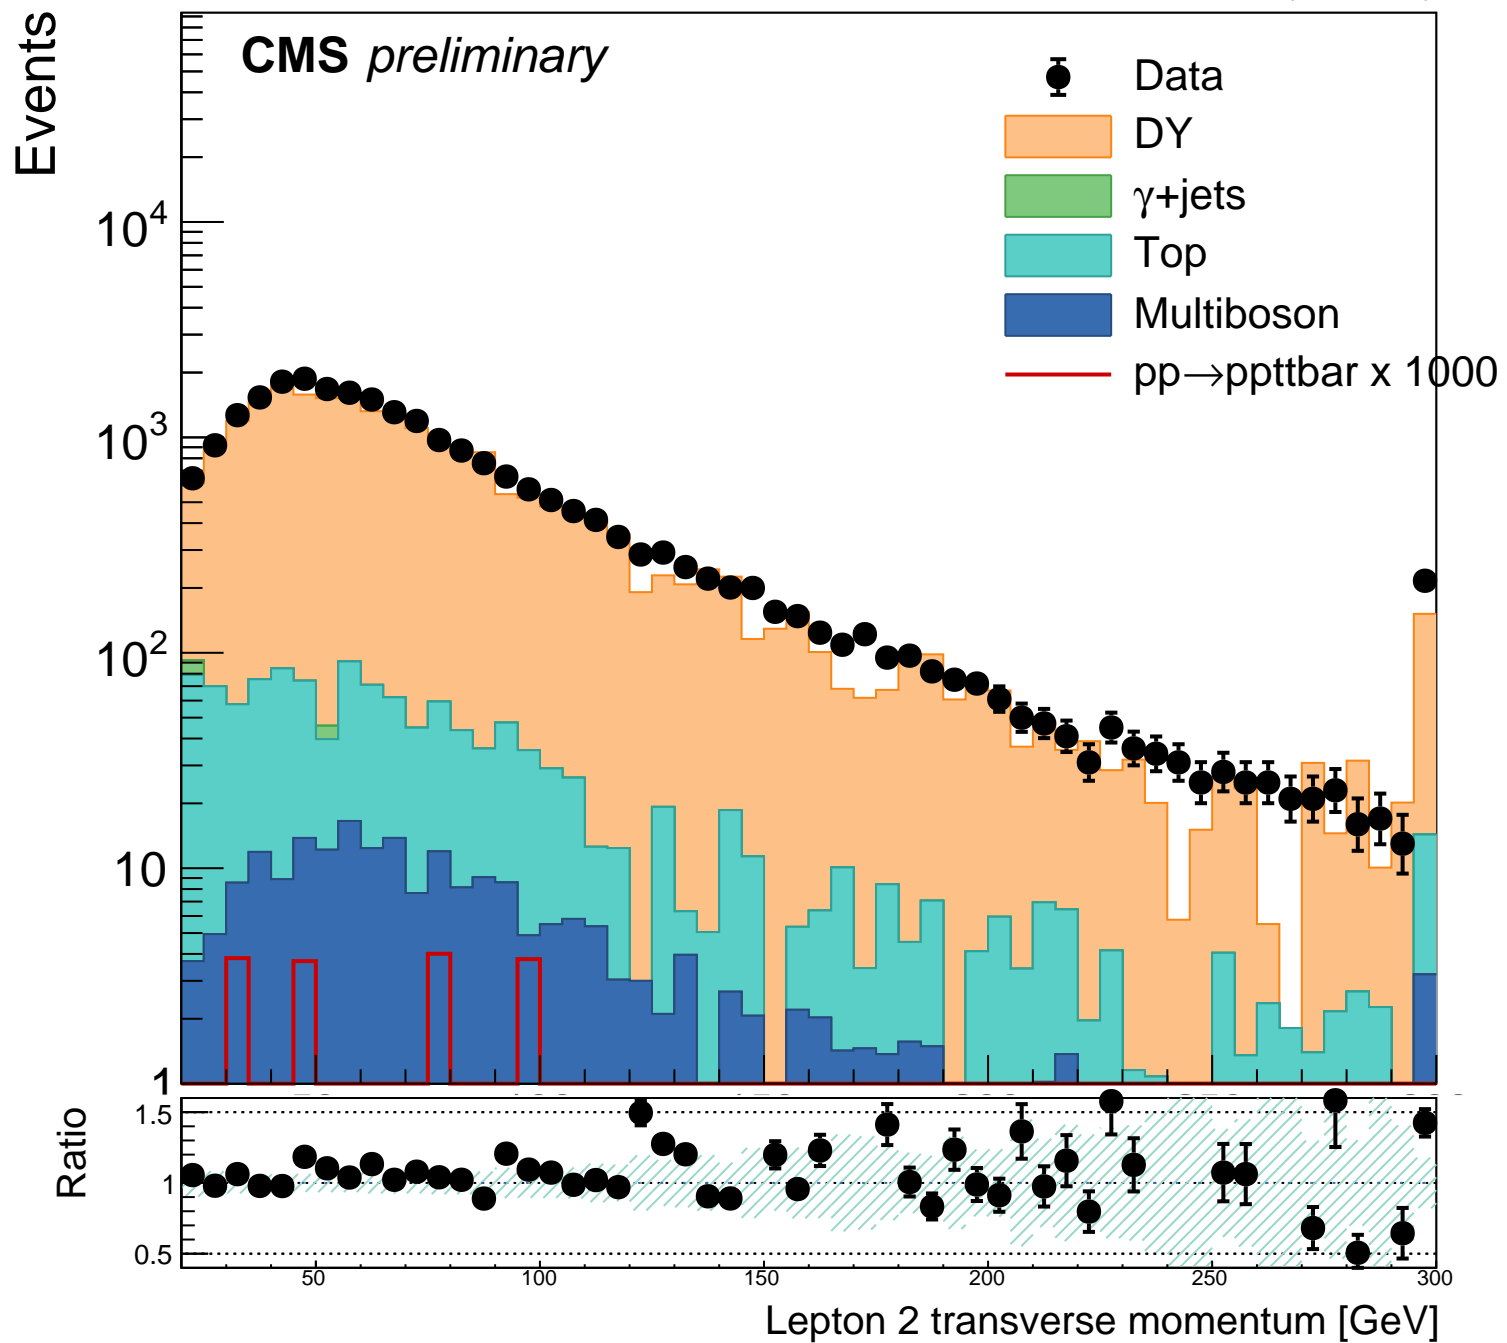 CMS preliminary
Events
Data
DY
γ+jets
Top
Multiboson
pp→ppttbar x 1000
10^4
10^3
10^2
10
1
Ratio
1.5
1
0.5
50 100 150 200 250 300
Lepton 2 transverse momentum [GeV]